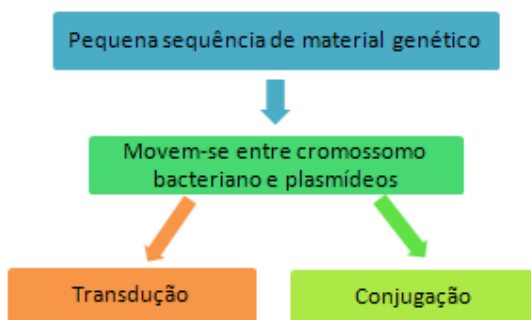 Pequena sequência de material genético
Movem-se entre cromossomo
bacteriano e plasmídeos
Transdução
Conjugação